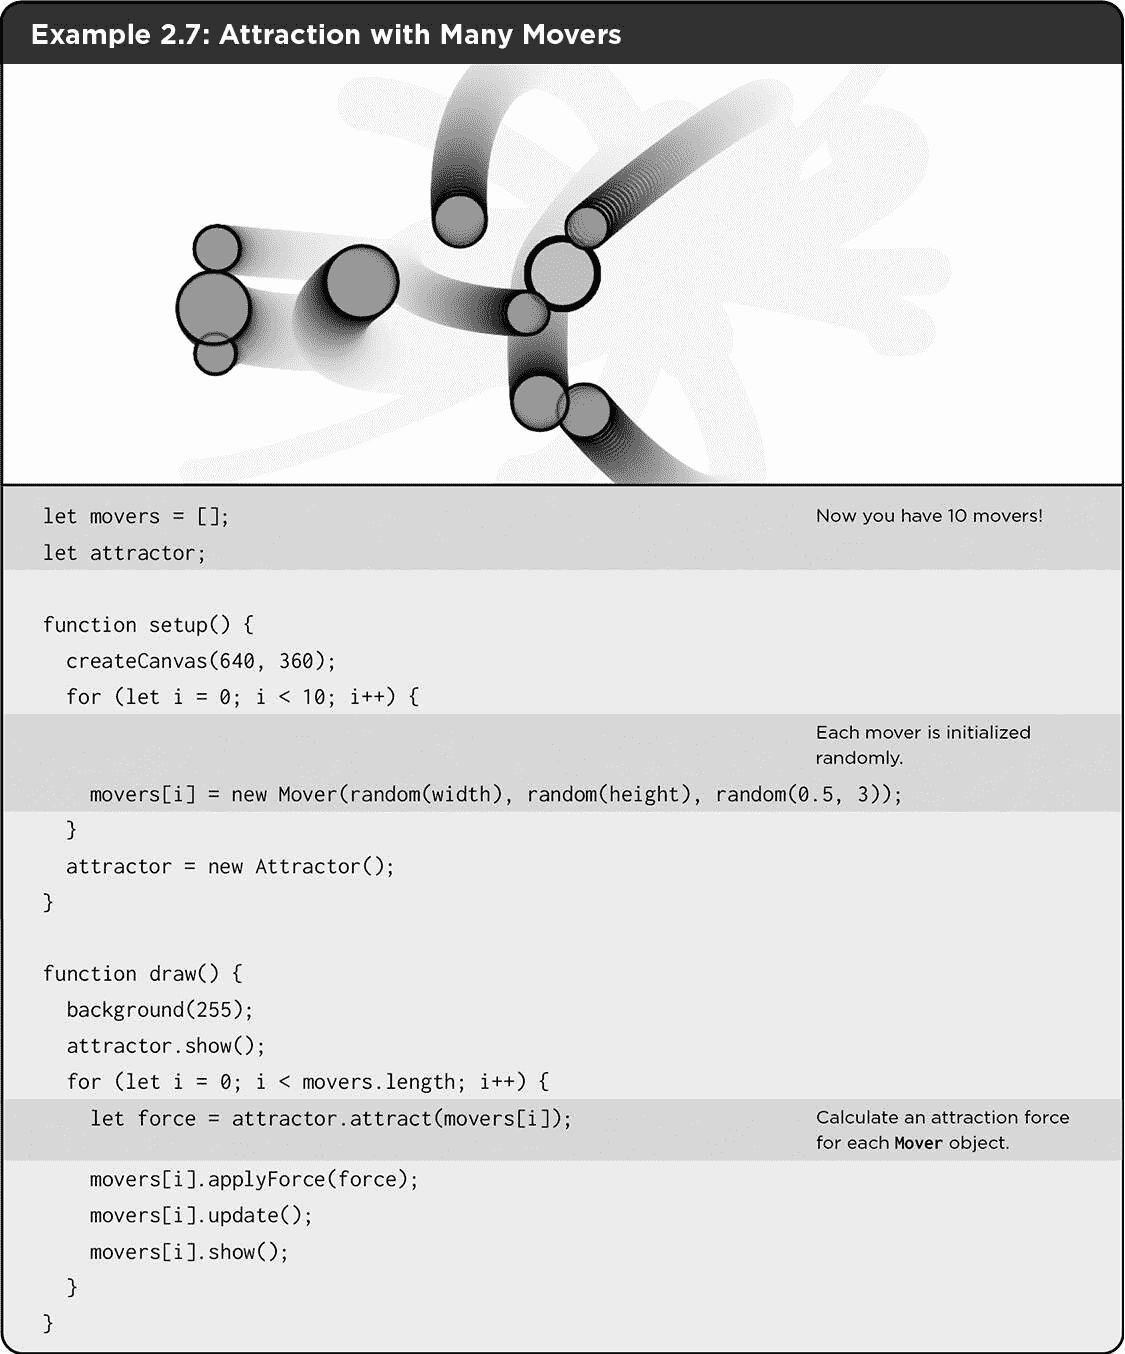 Example 2.7: Attraction with Many Movers
let movers = [];
Now you have 10 movers!
let attractor;
function setup() {
createCanvas(640, 360);
for (let i = 0; i < 10; i++) {
Each mover is initialized
randomly.
movers[i] = new Mover(random(width), random(height), random(0.5, 3));
}
attractor = new Attractor();
}
function draw() {
background(255);
attractor.show();
for (let i = 0; i < movers.length; i++) {
let force = attractor.attract(movers[i]);
Calculate an attraction force
for each Mover object.
movers[i].applyForce(force);
movers[i].update();
movers[i].show();
}
}